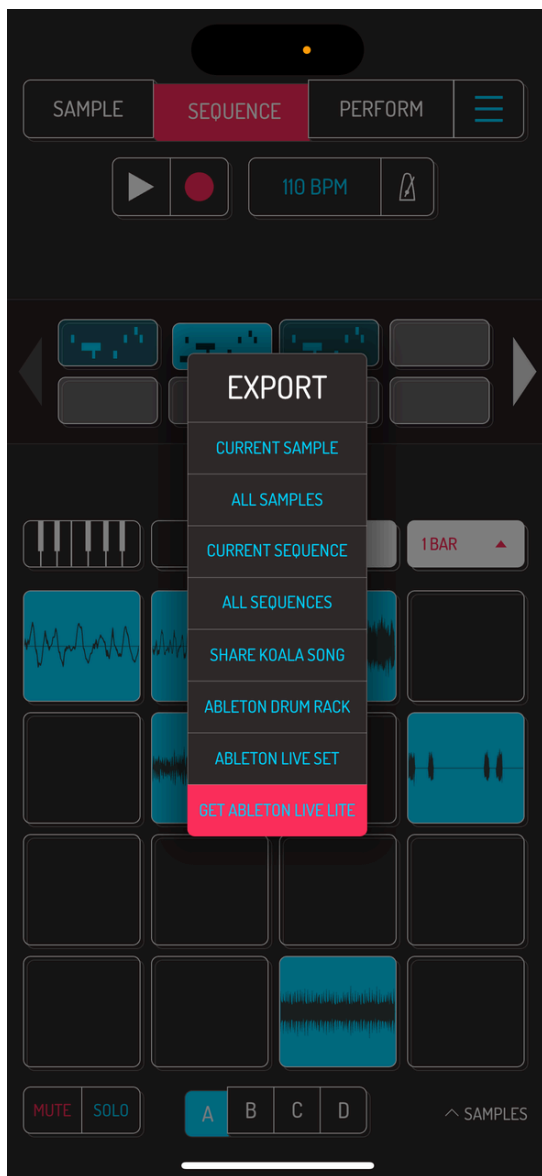 SAMPLE SEQUENCE PERFORM
110 BPM
EXPORT
CURRENT SAMPLE
ALL SAMPLES
CURRENT SEQUENCE
1 BAR
ALL SEQUENCES
SHARE KOALA SONG
ABLETON DRUM RACK
ABLETON LIVE SET
GET ABLETON LIVE LITE
MUTE SOLO A B C D SAMPLES